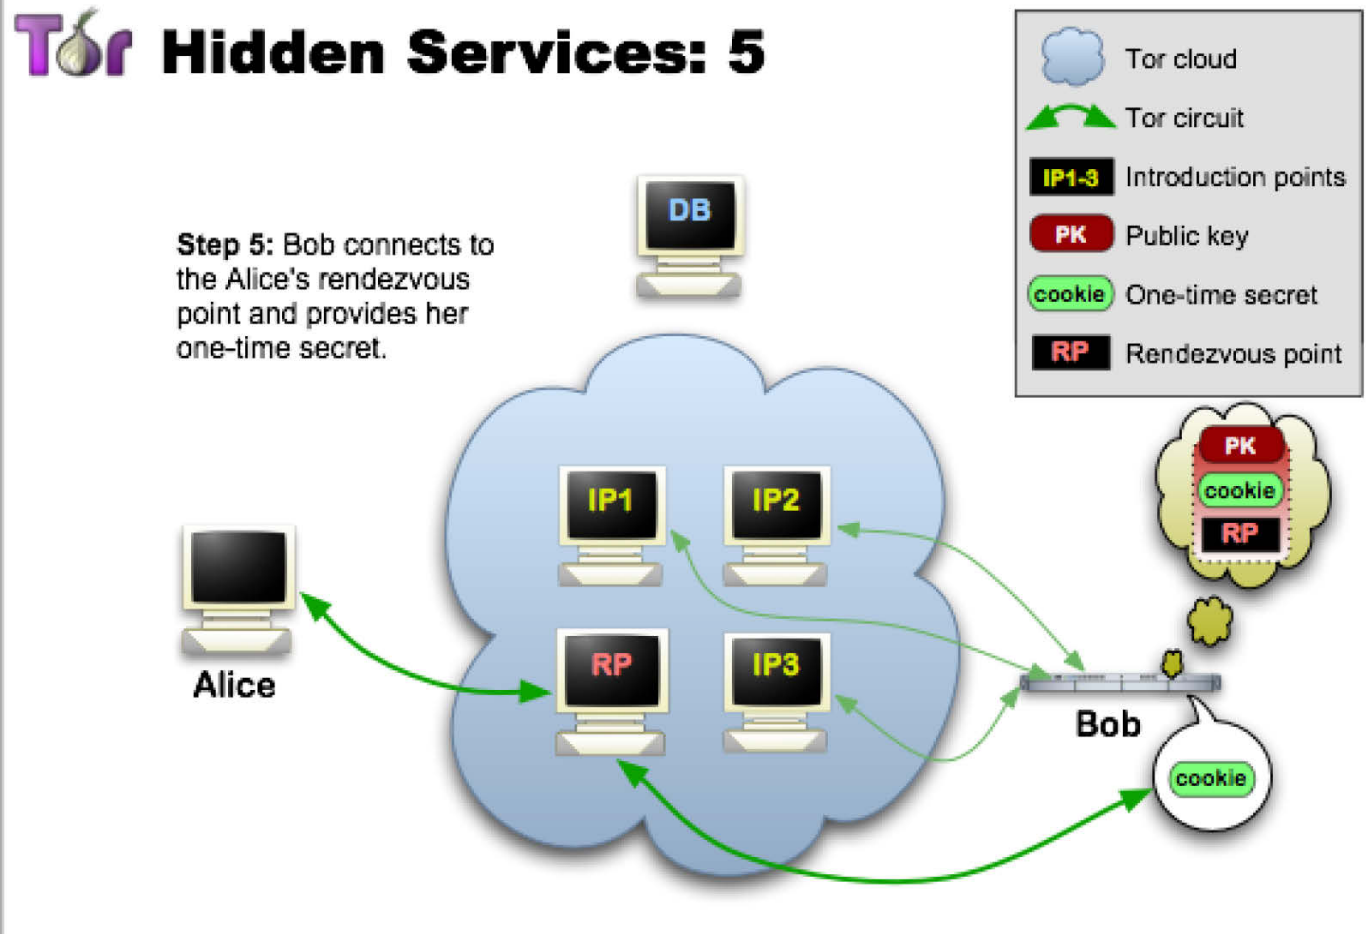 Tor Hidden Services: 5
Tor cloud
Tor circuit
IP1-3 Introduction points
PK Public key
cookie One-time secret
RP Rendezvous point
DB
Step 5: Bob connects to
the Alice's rendezvous
point and provides her
one-time secret.
PK
cookie
RP
IP1 IP2
RP IP3
Alice
Bob
cookie